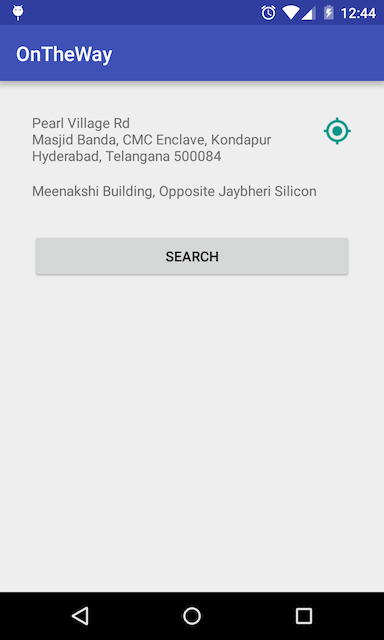 12:44
OnTheWay
Pearl Village Rd
Masjid Banda, CMC Enclave, Kondapur
Hyderabad, Telangana 500084
Meenakshi Building, Opposite Jaybheri Silicon
SEARCH